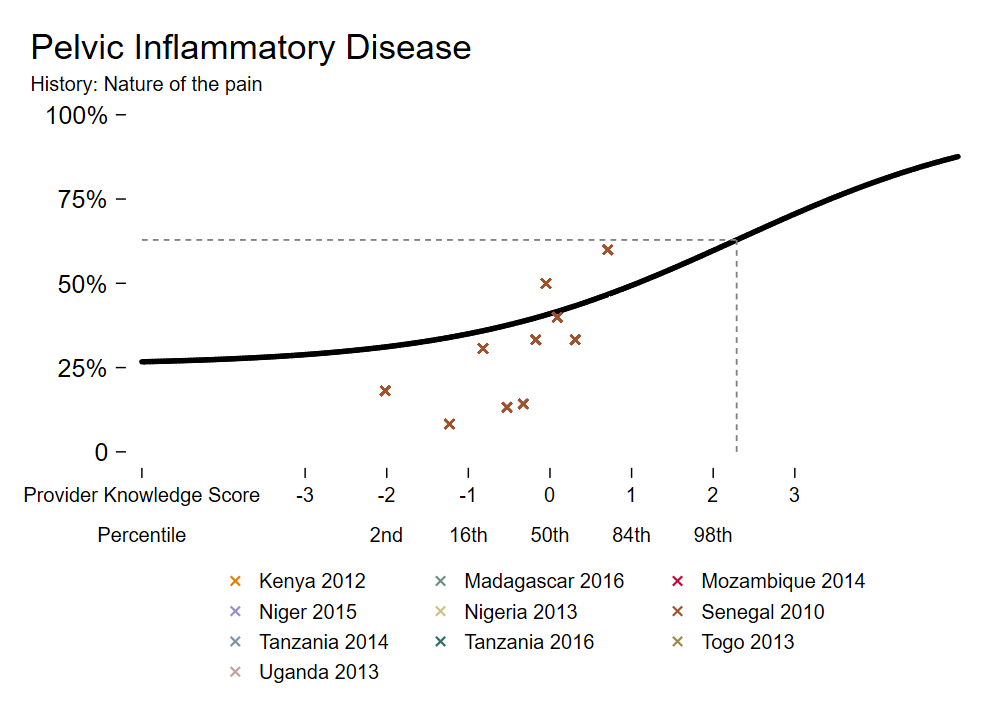 Pelvic Inflammatory Disease
History: Nature of the pain
100%
75%
50%
25%
0
Provider Knowledge Score -3 -2 -1 0 1 2 3
Percentile 2nd 16th 50th 84th 98th
Kenya 2012 Madagascar 2016 Mozambique 2014
Niger 2015 Nigeria 2013 Senegal 2010
Tanzania 2014 Tanzania 2016 Togo 2013
Uganda 2013